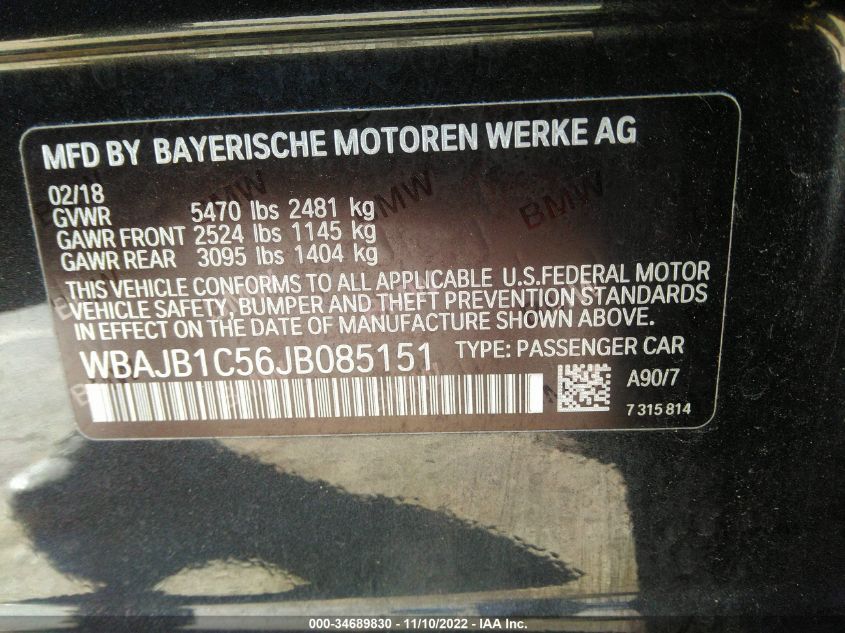 MFD BY BAYERISCHE MOTOREN WERKE AG
02/18
GVWR 5470 lbs 2481 kg
GAWR FRONT 2524 lbs 1145 kg
GAWR REAR 3095 lbs 1404 kg
THIS VEHICLE CONFORMS TO ALL APPLICABLE U.S.FEDERAL MOTOR
VEHICLE SAFETY, BUMPER AND THEFT PREVENTION STANDARDS
IN EFFECT ON THE DATE OF MANUFACTURE SHOWN ABOVE.
WBAJB1C56JB085151 TYPE: PASSENGER CAR
A90/7
7 315 814
000-34689830 - 11/10/2022 - IAA Inc.